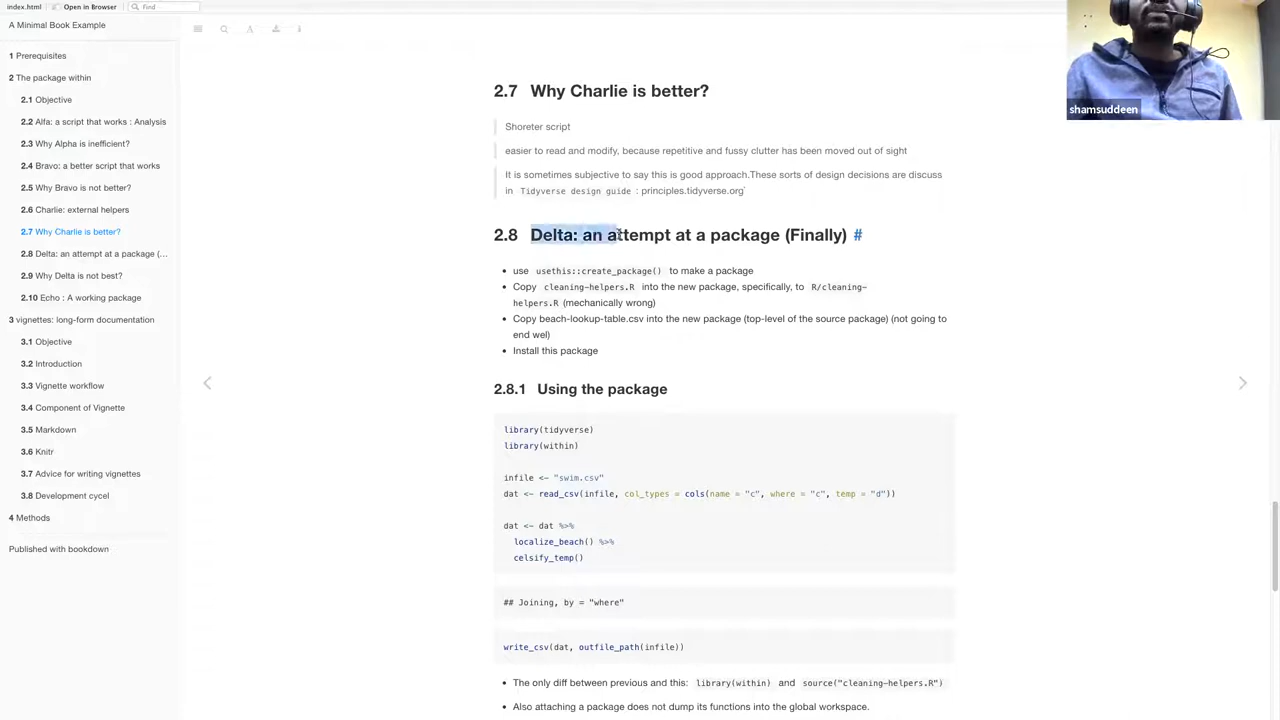 index.html
Open in Browser
Find
A Minimal Book Example
1 Prerequisites
2 The package within
2.1 Objective
2.2 Alfa: a script that works : Analysis
2.3 Why Alpha is inefficient?
2.4 Bravo: a better script that works
2.5 Why Bravo is not better?
2.6 Charlie: external helpers
2.7 Why Charlie is better?
2.8 Delta: an attempt at a package (...
2.9 Why Delta is not best?
2.10 Echo : A working package
3 vignettes: long-form documentation
3.1 Objective
3.2 Introduction
3.3 Vignette workflow
3.4 Component of Vignette
3.5 Markdown
3.6 Knitr
3.7 Advice for writing vignettes
3.8 Development cycel
4 Methods
Published with bookdown
A
i
2.7 Why Charlie is better?
Shoreter script
easier to read and modify, because repetitive and fussy clutter has been moved out of sight
It is sometimes subjective to say this is good approach.These sorts of design decisions are discuss
in Tidyverse design guide : principles.tidyverse.org`
2.8 Delta: an attempt at a package (Finally) #
• use usethis::create_package() to make a package
• Copy cleaning-helpers.R into the new package, specifically, to R/cleaning-
helpers.R (mechanically wrong)
• Copy beach-lookup-table.csv into the new package (top-level of the source package) (not going to
end wel)
• Install this package
2.8.1 Using the package
library(tidyverse)
library(within)
infile <- "swim.csv"
dat <- read_csv(infile, col_types = cols(name = "c", where = "c", temp = "d"))
dat <- dat %>%
localize_beach() %>%
celsify_temp()
## Joining, by = "where"
write_csv(dat, outfile_path(infile))
• The only diff between previous and this: library(within) and source("cleaning-helpers.R")
• Also attaching a package does not dump its functions into the global workspace.
shamsuddeen